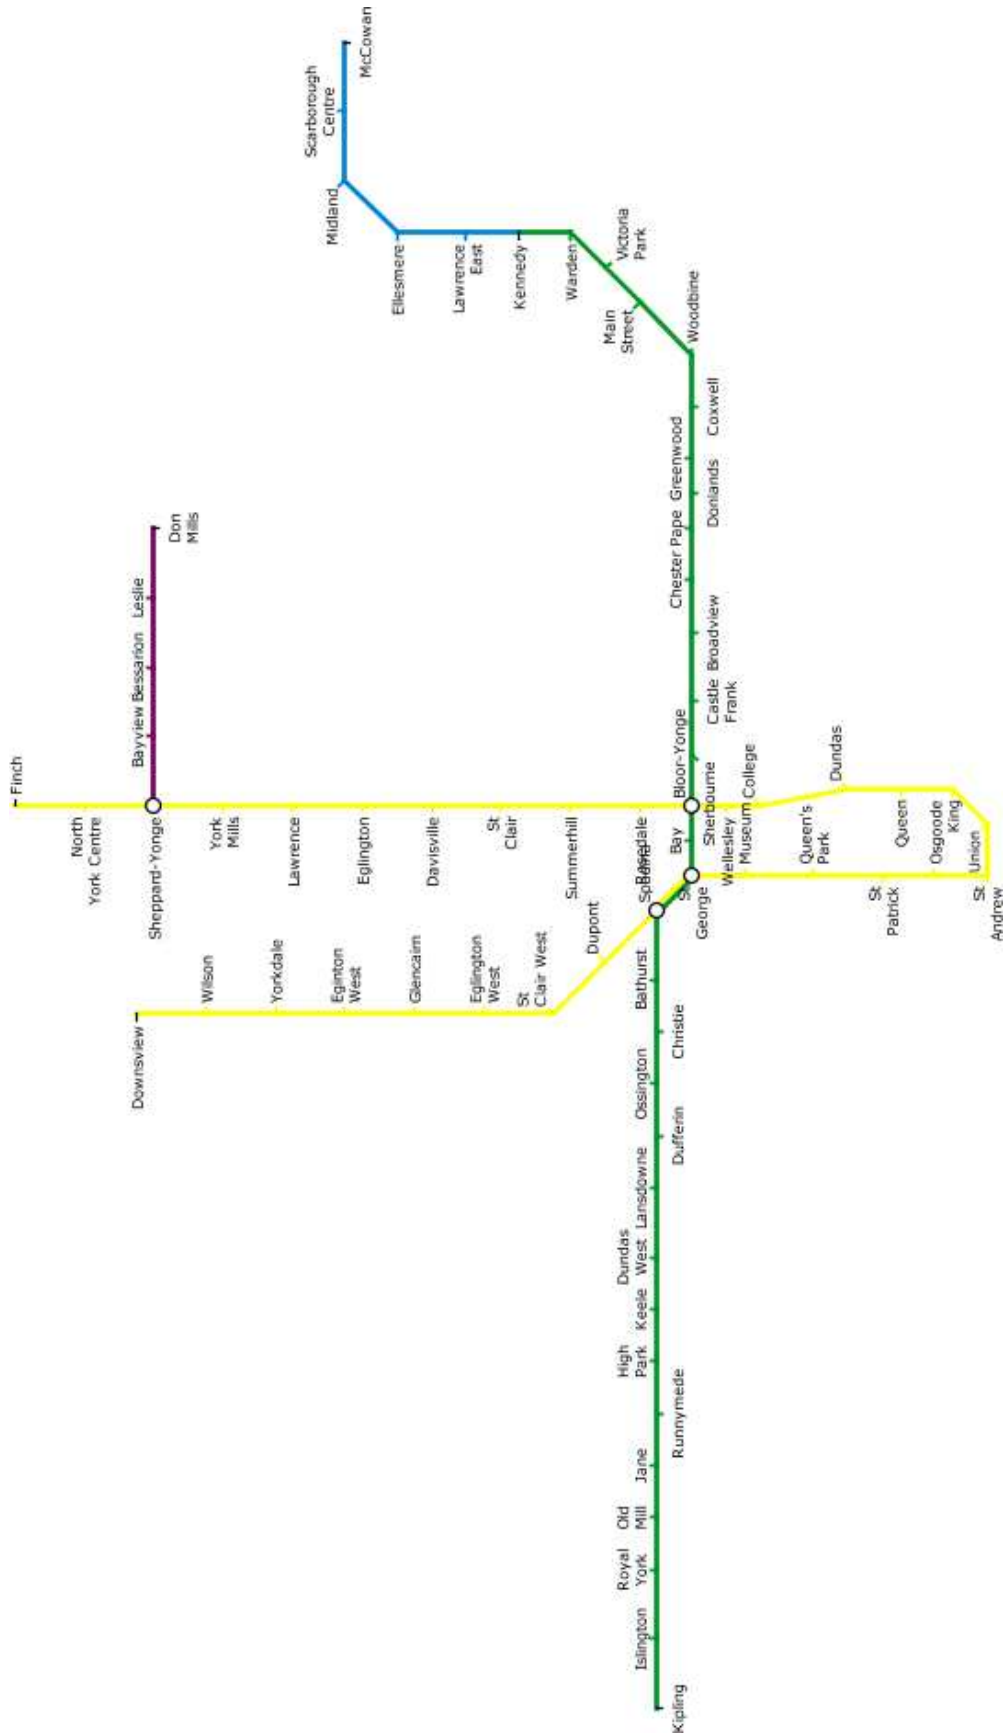 Finch
North
York Centre
Sheppard-Yonge
Bayview
Bessarion
Leslie
Don
Mills
York
Mills
Lawrence
Eglington
Davisville
St
Clair
Summerhill
Rosedale
Bloor-Yonge
Wellesley
College
Dundas
Queen
King
Union
St
Andrew
Osgoode
St
Patrick
Queen's
Park
Museum
St
George
Spadina
Dupont
St
Clair West
Eglington
West
Glencairn
Eginton
West
Yorkdale
Wilson
Downsview
Kipling
Islington
Royal
York
Old
Mill
Jane
Runnymede
High
Park
Keele
Dundas
West
Lansdowne
Dufferin
Ossington
Christie
Bathurst
Bay
Sherbourne
Castle
Frank
Broadview
Chester
Pape
Donlands
Greenwood
Coxwell
Woodbine
Main
Street
Victoria
Park
Warden
Kennedy
Lawrence
East
Ellesmere
Midland
Scarborough
Centre
McCowan